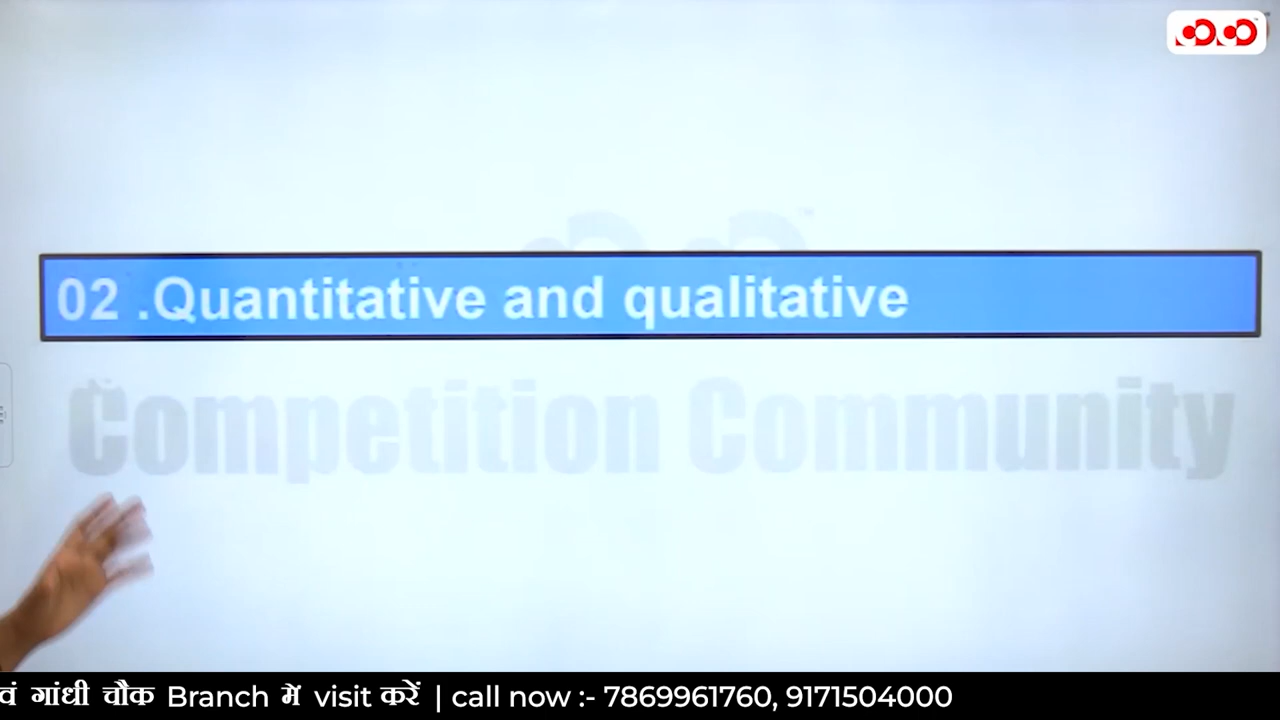 02 .Quantitative and qualitative
Competition Community
वं गांधी चौक Branch में visit करें | call now :- 7869961760, 9171504000